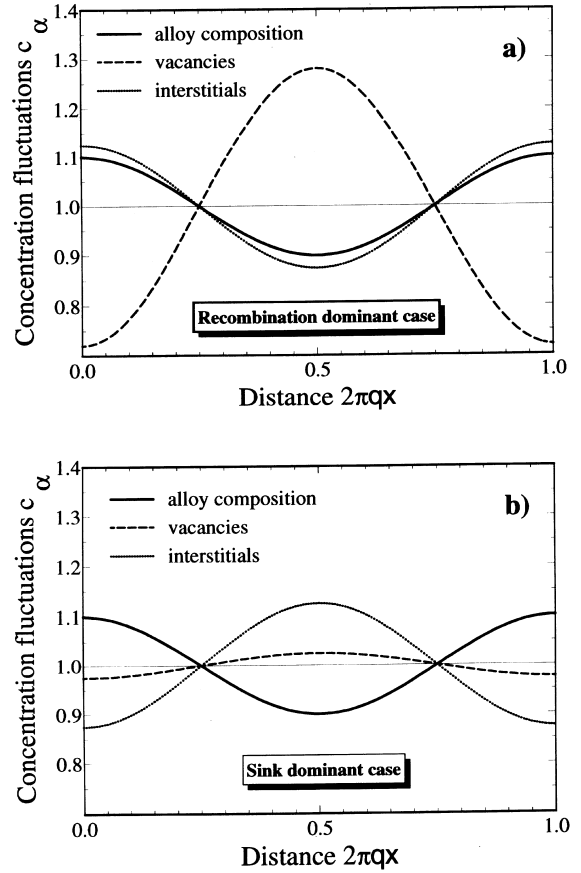 1.4
alloy composition
a)
vacancies
1.3
interstitials
1.2
1.1
1.0
0.9
0.8
Concentration fluctuations c α
Recombination dominant case
0.0
0.5
1.0
Distance 2πqx
1.4
alloy composition
b)
1.3
vacancies
interstitials
1.2
1.1
1.0
0.9
0.8
Concentration fluctuations c α
Sink dominant case
0.0
0.5
1.0
Distance 2πqx